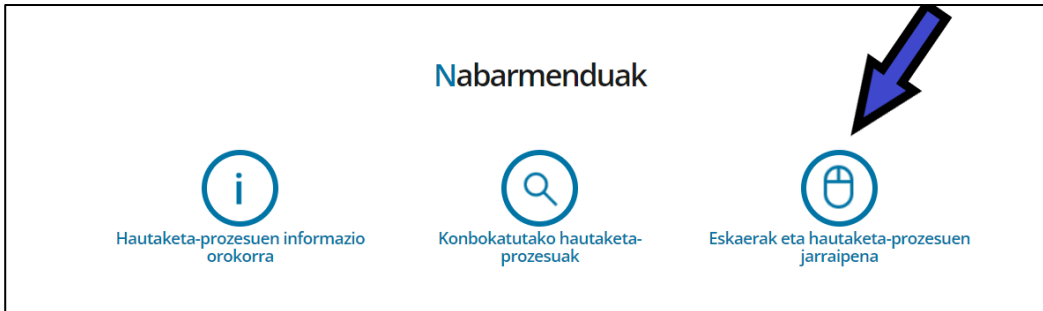 Nabarmenduak
i
Hautaketa-prozesuen informazio
orokorra
Konbokatutako hautaketa-
prozesuak
Eskaerak eta hautaketa-prozesuen
jarraipena